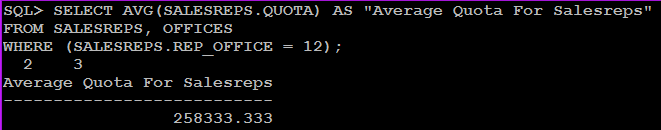 SQL> SELECT AVG(SALESREPS.QUOTA) AS "Average Quota For Salesreps"
FROM SALESREPS, OFFICES
WHERE (SALESREPS.REP_OFFICE = 12);
  2    3
Average Quota For Salesreps
---------------------------
                 258333.333